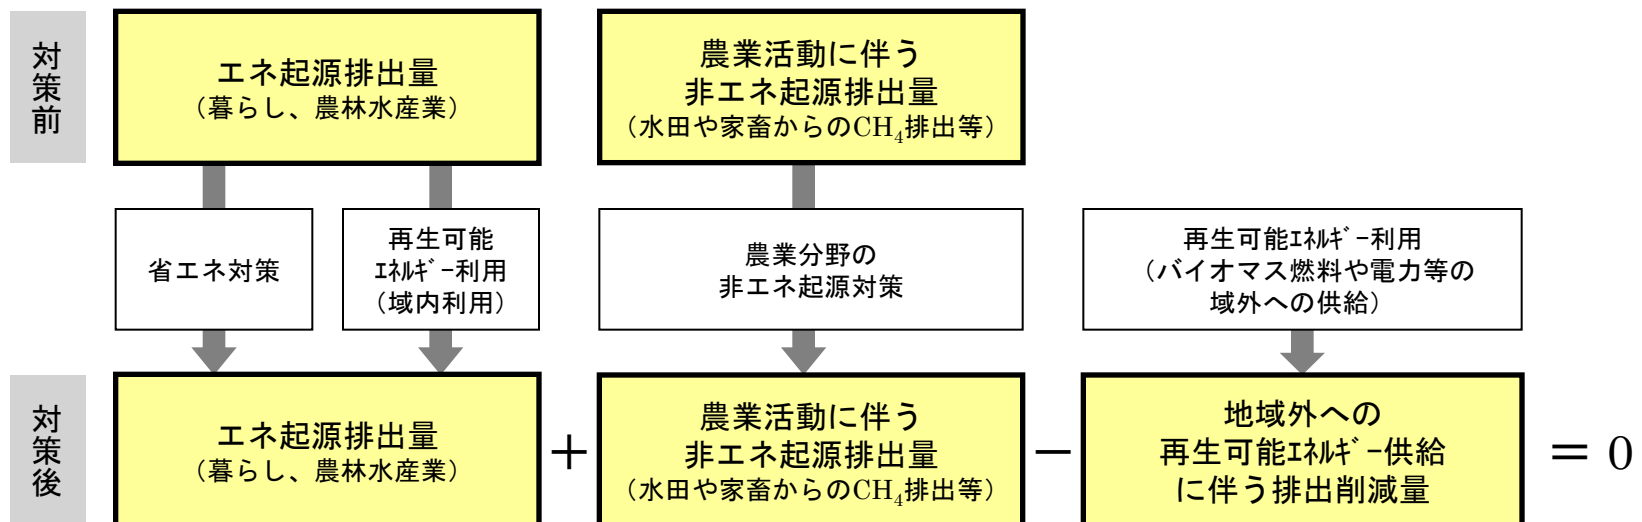 対策前
エネ起源排出量
（暮らし、農林水産業）
農業活動に伴う
非エネ起源排出量
（水田や家畜からのCH₄排出等）
省エネ対策
再生可能
ｴﾈﾙｷﾞｰ利用
（域内利用）
農業分野の
非エネ起源対策
再生可能ｴﾈﾙｷﾞｰ利用
（バイオマス燃料や電力等の
域外への供給）
対策後
エネ起源排出量
（暮らし、農林水産業）
＋
農業活動に伴う
非エネ起源排出量
（水田や家畜からのCH₄排出等）
－
地域外への
再生可能ｴﾈﾙｷﾞｰ供給
に伴う排出削減量
＝ 0